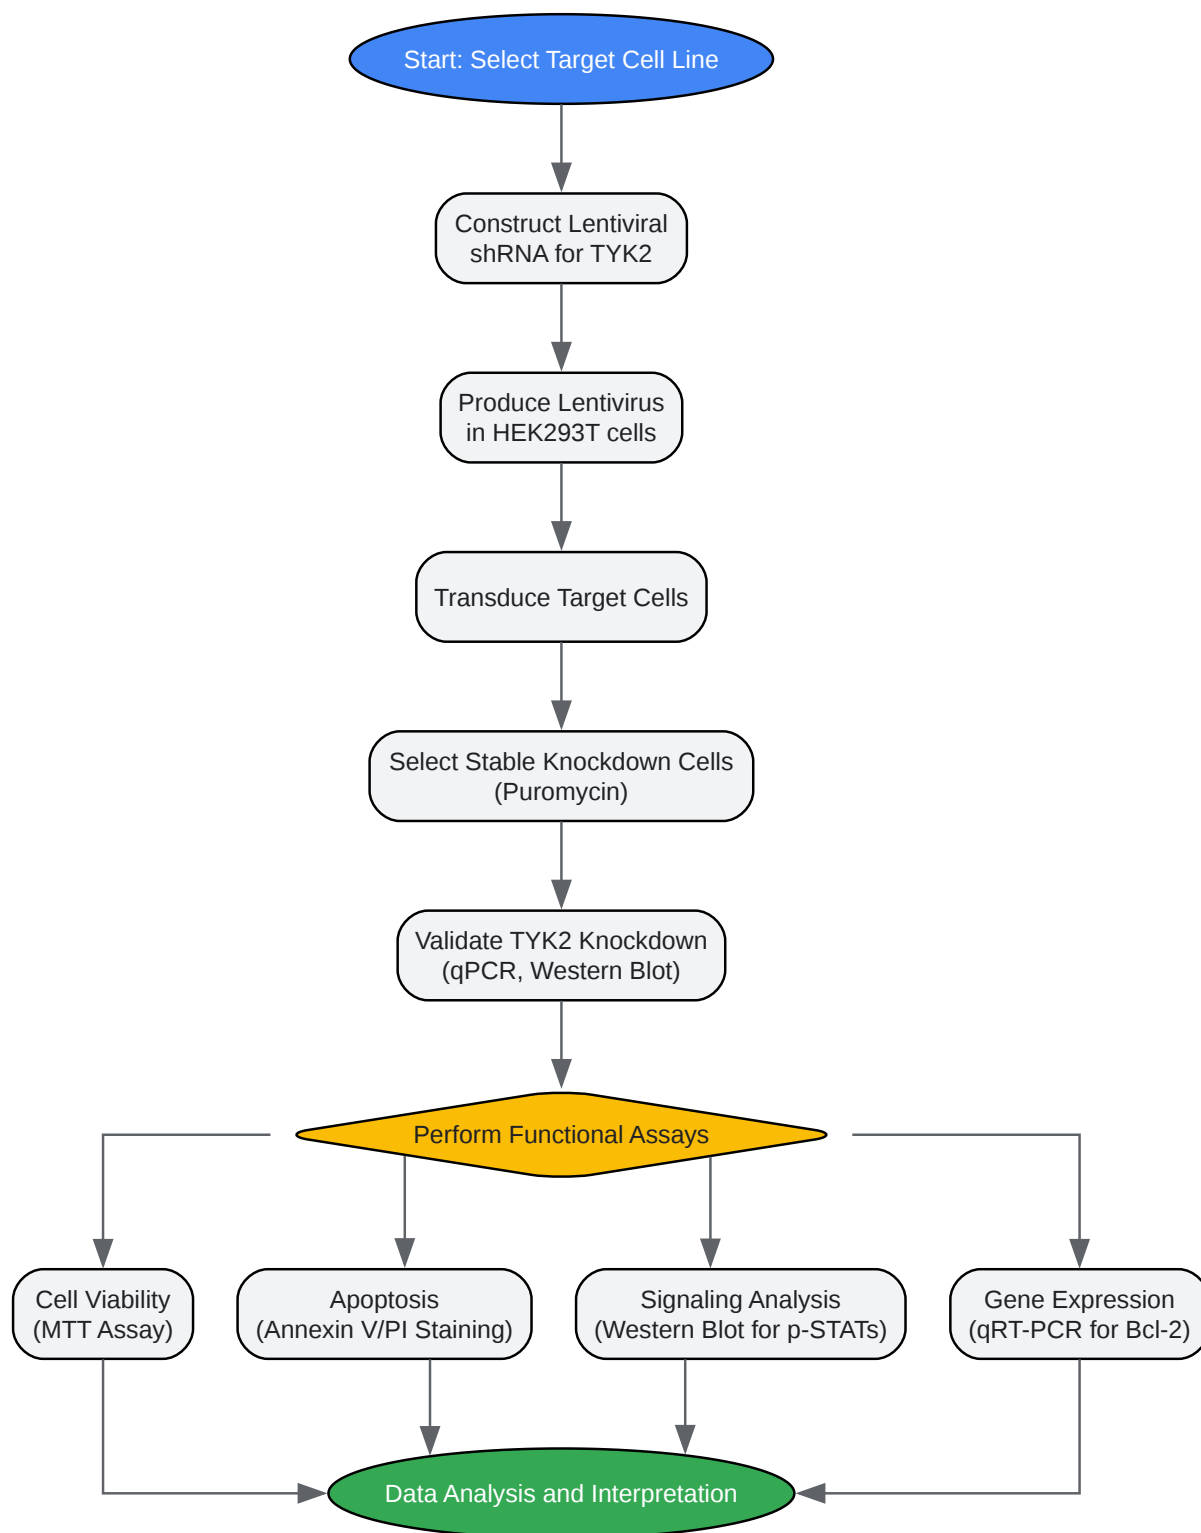 Start: Select Target Cell Line
Construct Lentiviral
shRNA for TYK2
Produce Lentivirus
in HEK293T cells
Transduce Target Cells
Select Stable Knockdown Cells
(Puromycin)
Validate TYK2 Knockdown
(qPCR, Western Blot)
Perform Functional Assays
Cell Viability
(MTT Assay)
Apoptosis
(Annexin V/PI Staining)
Signaling Analysis
(Western Blot for p-STATs)
Gene Expression
(qRT-PCR for Bcl-2)
Data Analysis and Interpretation